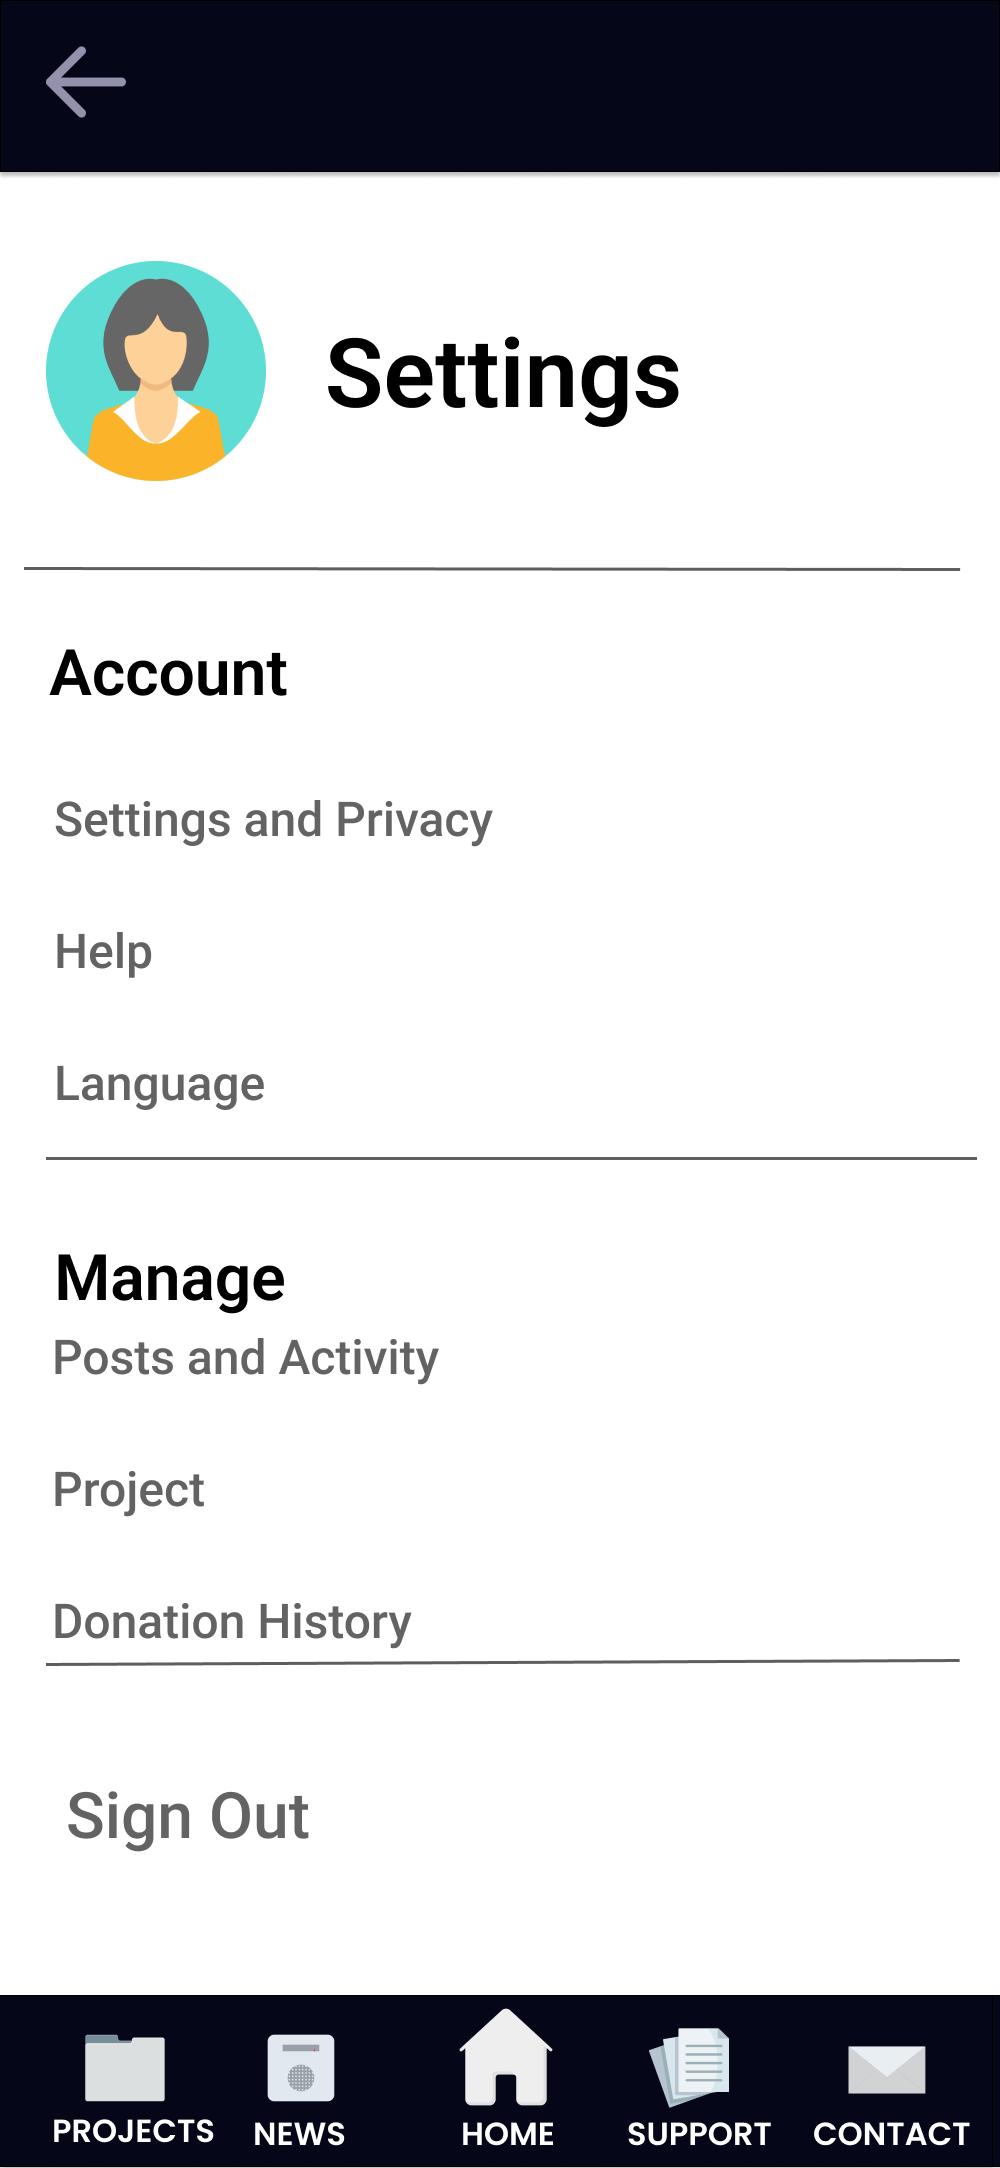 Settings
Account
Settings and Privacy
Help
Language
Manage
Posts and Activity
Project
Donation History
Sign Out
PROJECTS
NEWS
HOME
SUPPORT
CONTACT